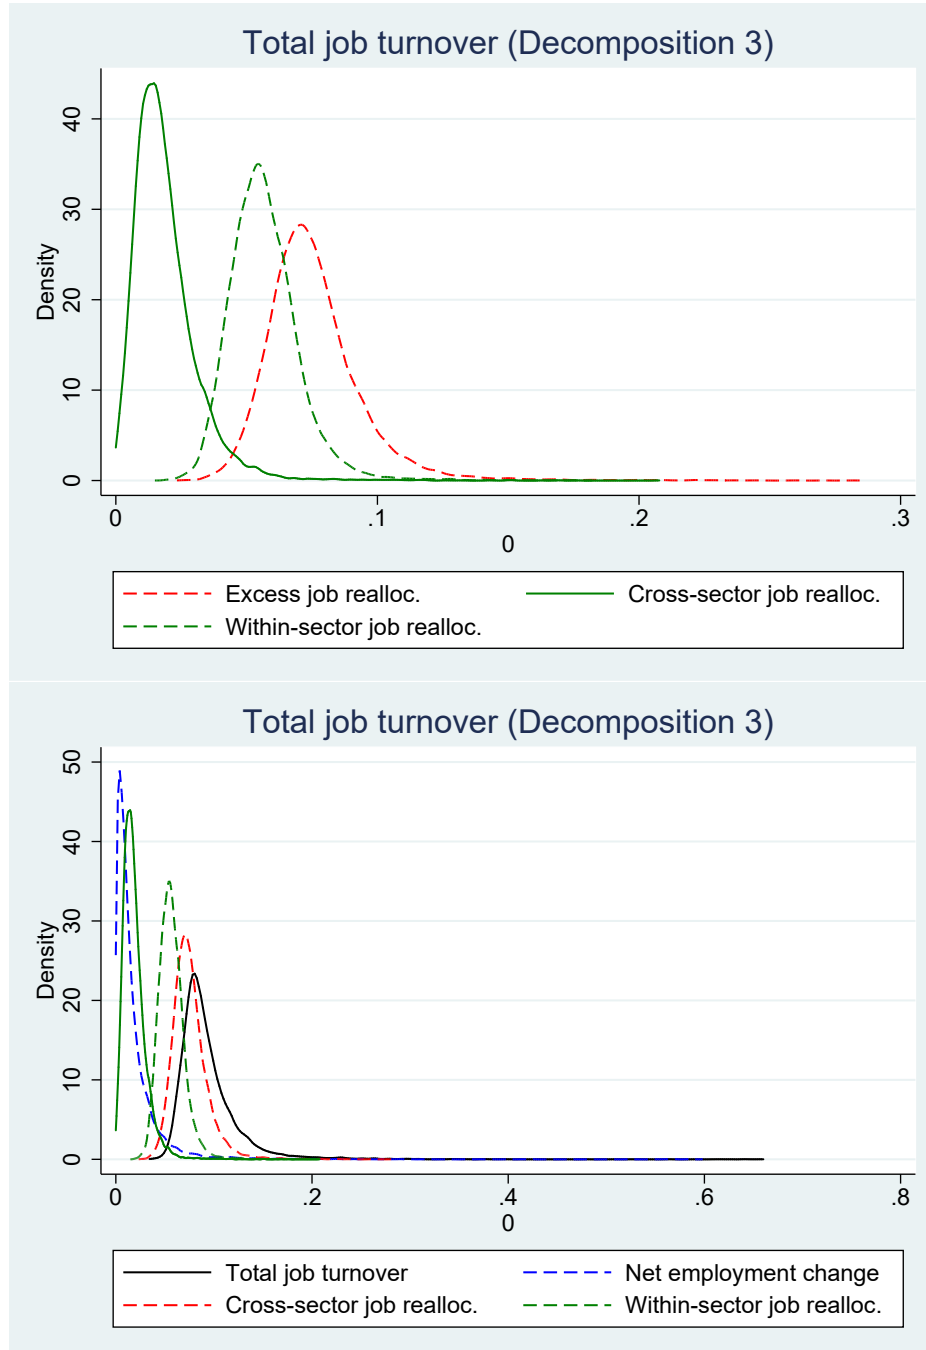 Total job turnover (Decomposition 3)
Density
40
30
20
10
0
0 .1 .2 .3
0
Excess job realloc. Cross-sector job realloc.
Within-sector job realloc.
Total job turnover (Decomposition 3)
Density
50
40
30
20
10
0
0 .2 .4 .6 .8
0
Total job turnover Net employment change
Cross-sector job realloc. Within-sector job realloc.